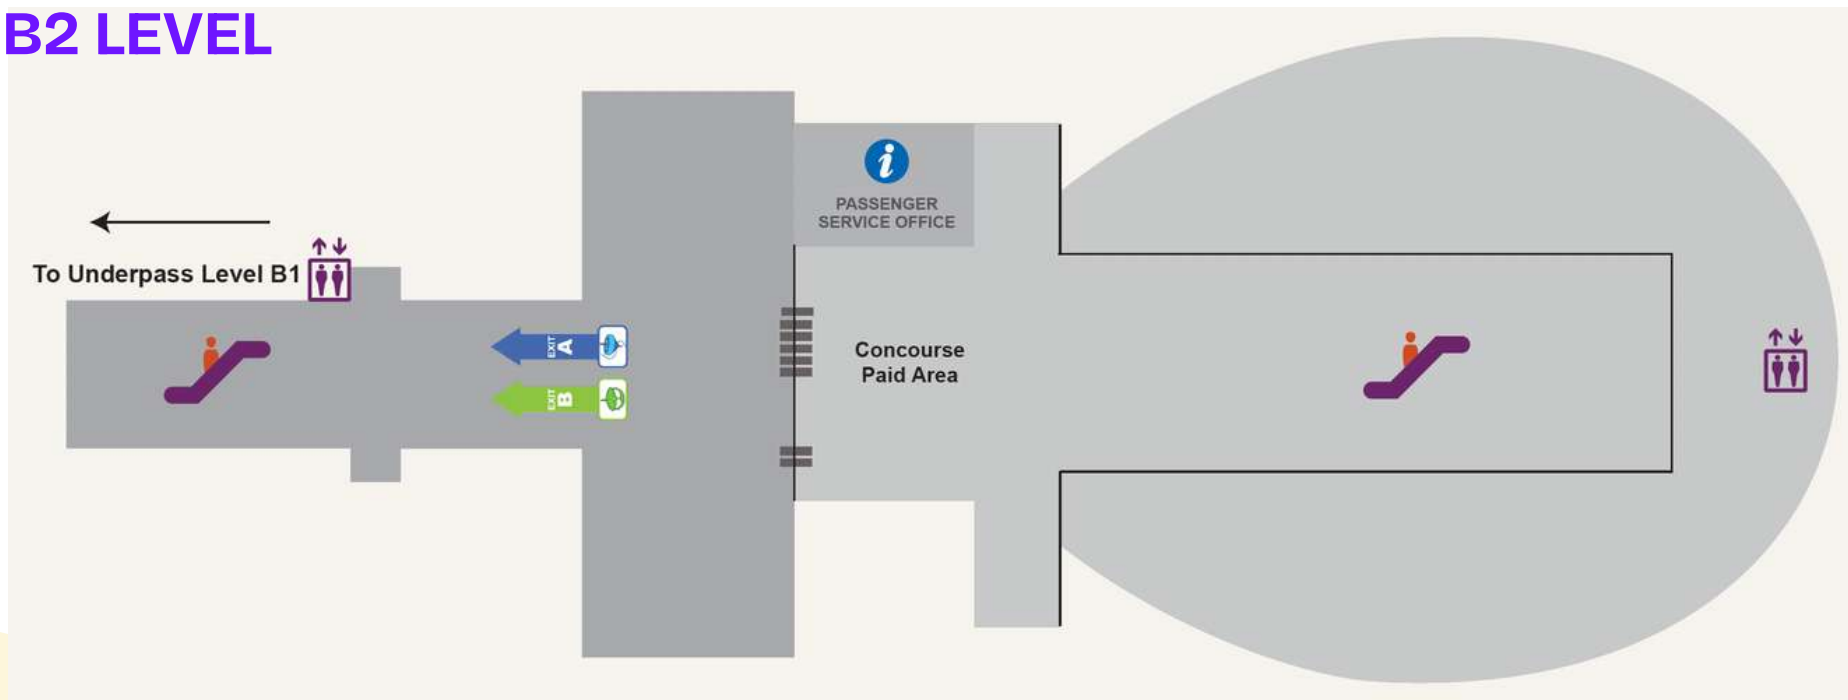 B2 LEVEL
i
PASSENGER
SERVICE OFFICE
To Underpass Level B1
EXIT
A
EXIT
B
Concourse
Paid Area